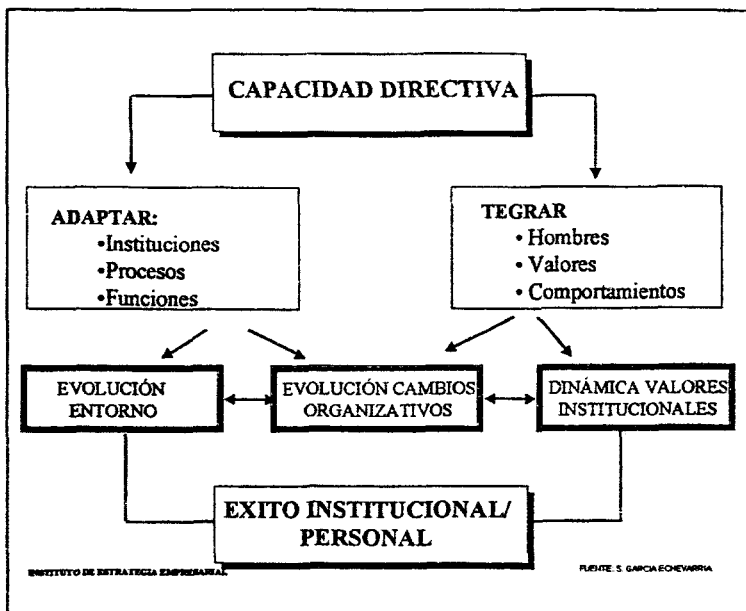 CAPACIDAD DIRECTIVA
ADAPTAR:
•Instituciones
•Procesos
•Funciones
TEGRAR
• Hombres
• Valores
• Comportamientos
EVOLUCIÓN
ENTORNO
EVOLUCIÓN CAMBIOS
ORGANIZATIVOS
DINÁMICA VALORES
INSTITUCIONALES
EXITO INSTITUCIONAL/
PERSONAL
INSTITUTO DE ESTRATEGIA EMPRESARIAL
FUENTE: S. GARCIA ECHEVARRIA